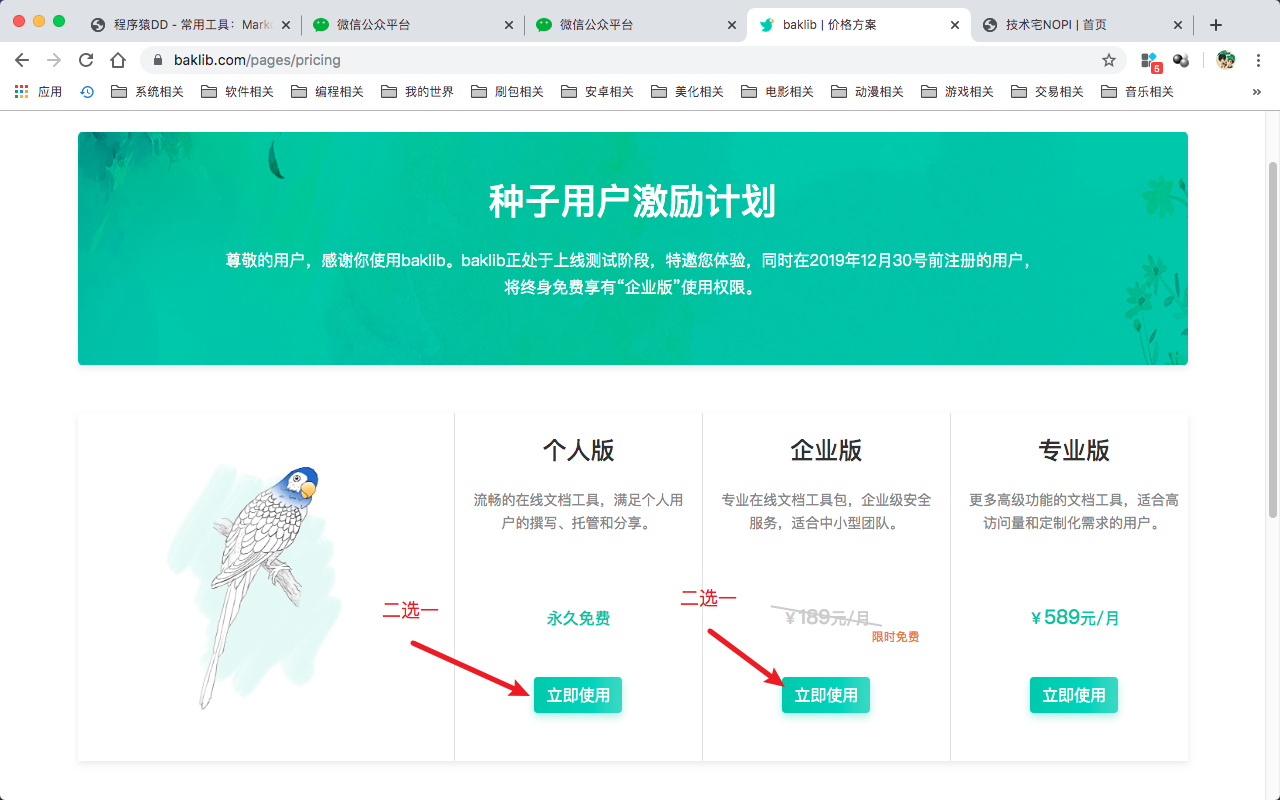 程序猿DD - 常用工具：Mark
微信公众平台
微信公众平台
baklib | 价格方案
技术宅NOPI | 首页
baklib.com/pages/pricing
5
应用
系统相关
软件相关
编程相关
我的世界
刷包相关
安卓相关
美化相关
电影相关
动漫相关
游戏相关
交易相关
音乐相关
»
种子用户激励计划
尊敬的用户，感谢你使用baklib。baklib正处于上线测试阶段，特邀您体验，同时在2019年12月30号前注册的用户，
将终身免费享有“企业版”使用权限。
个人版
流畅的在线文档工具，满足个人用
户的撰写、托管和分享。
二选一
永久免费
立即使用
企业版
专业在线文档工具包，企业级安全
服务，适合中小型团队。
二选一
￥189元/月
限时免费
立即使用
专业版
更多高级功能的文档工具，适合高
访问量和定制化需求的用户。
￥589元/月
立即使用